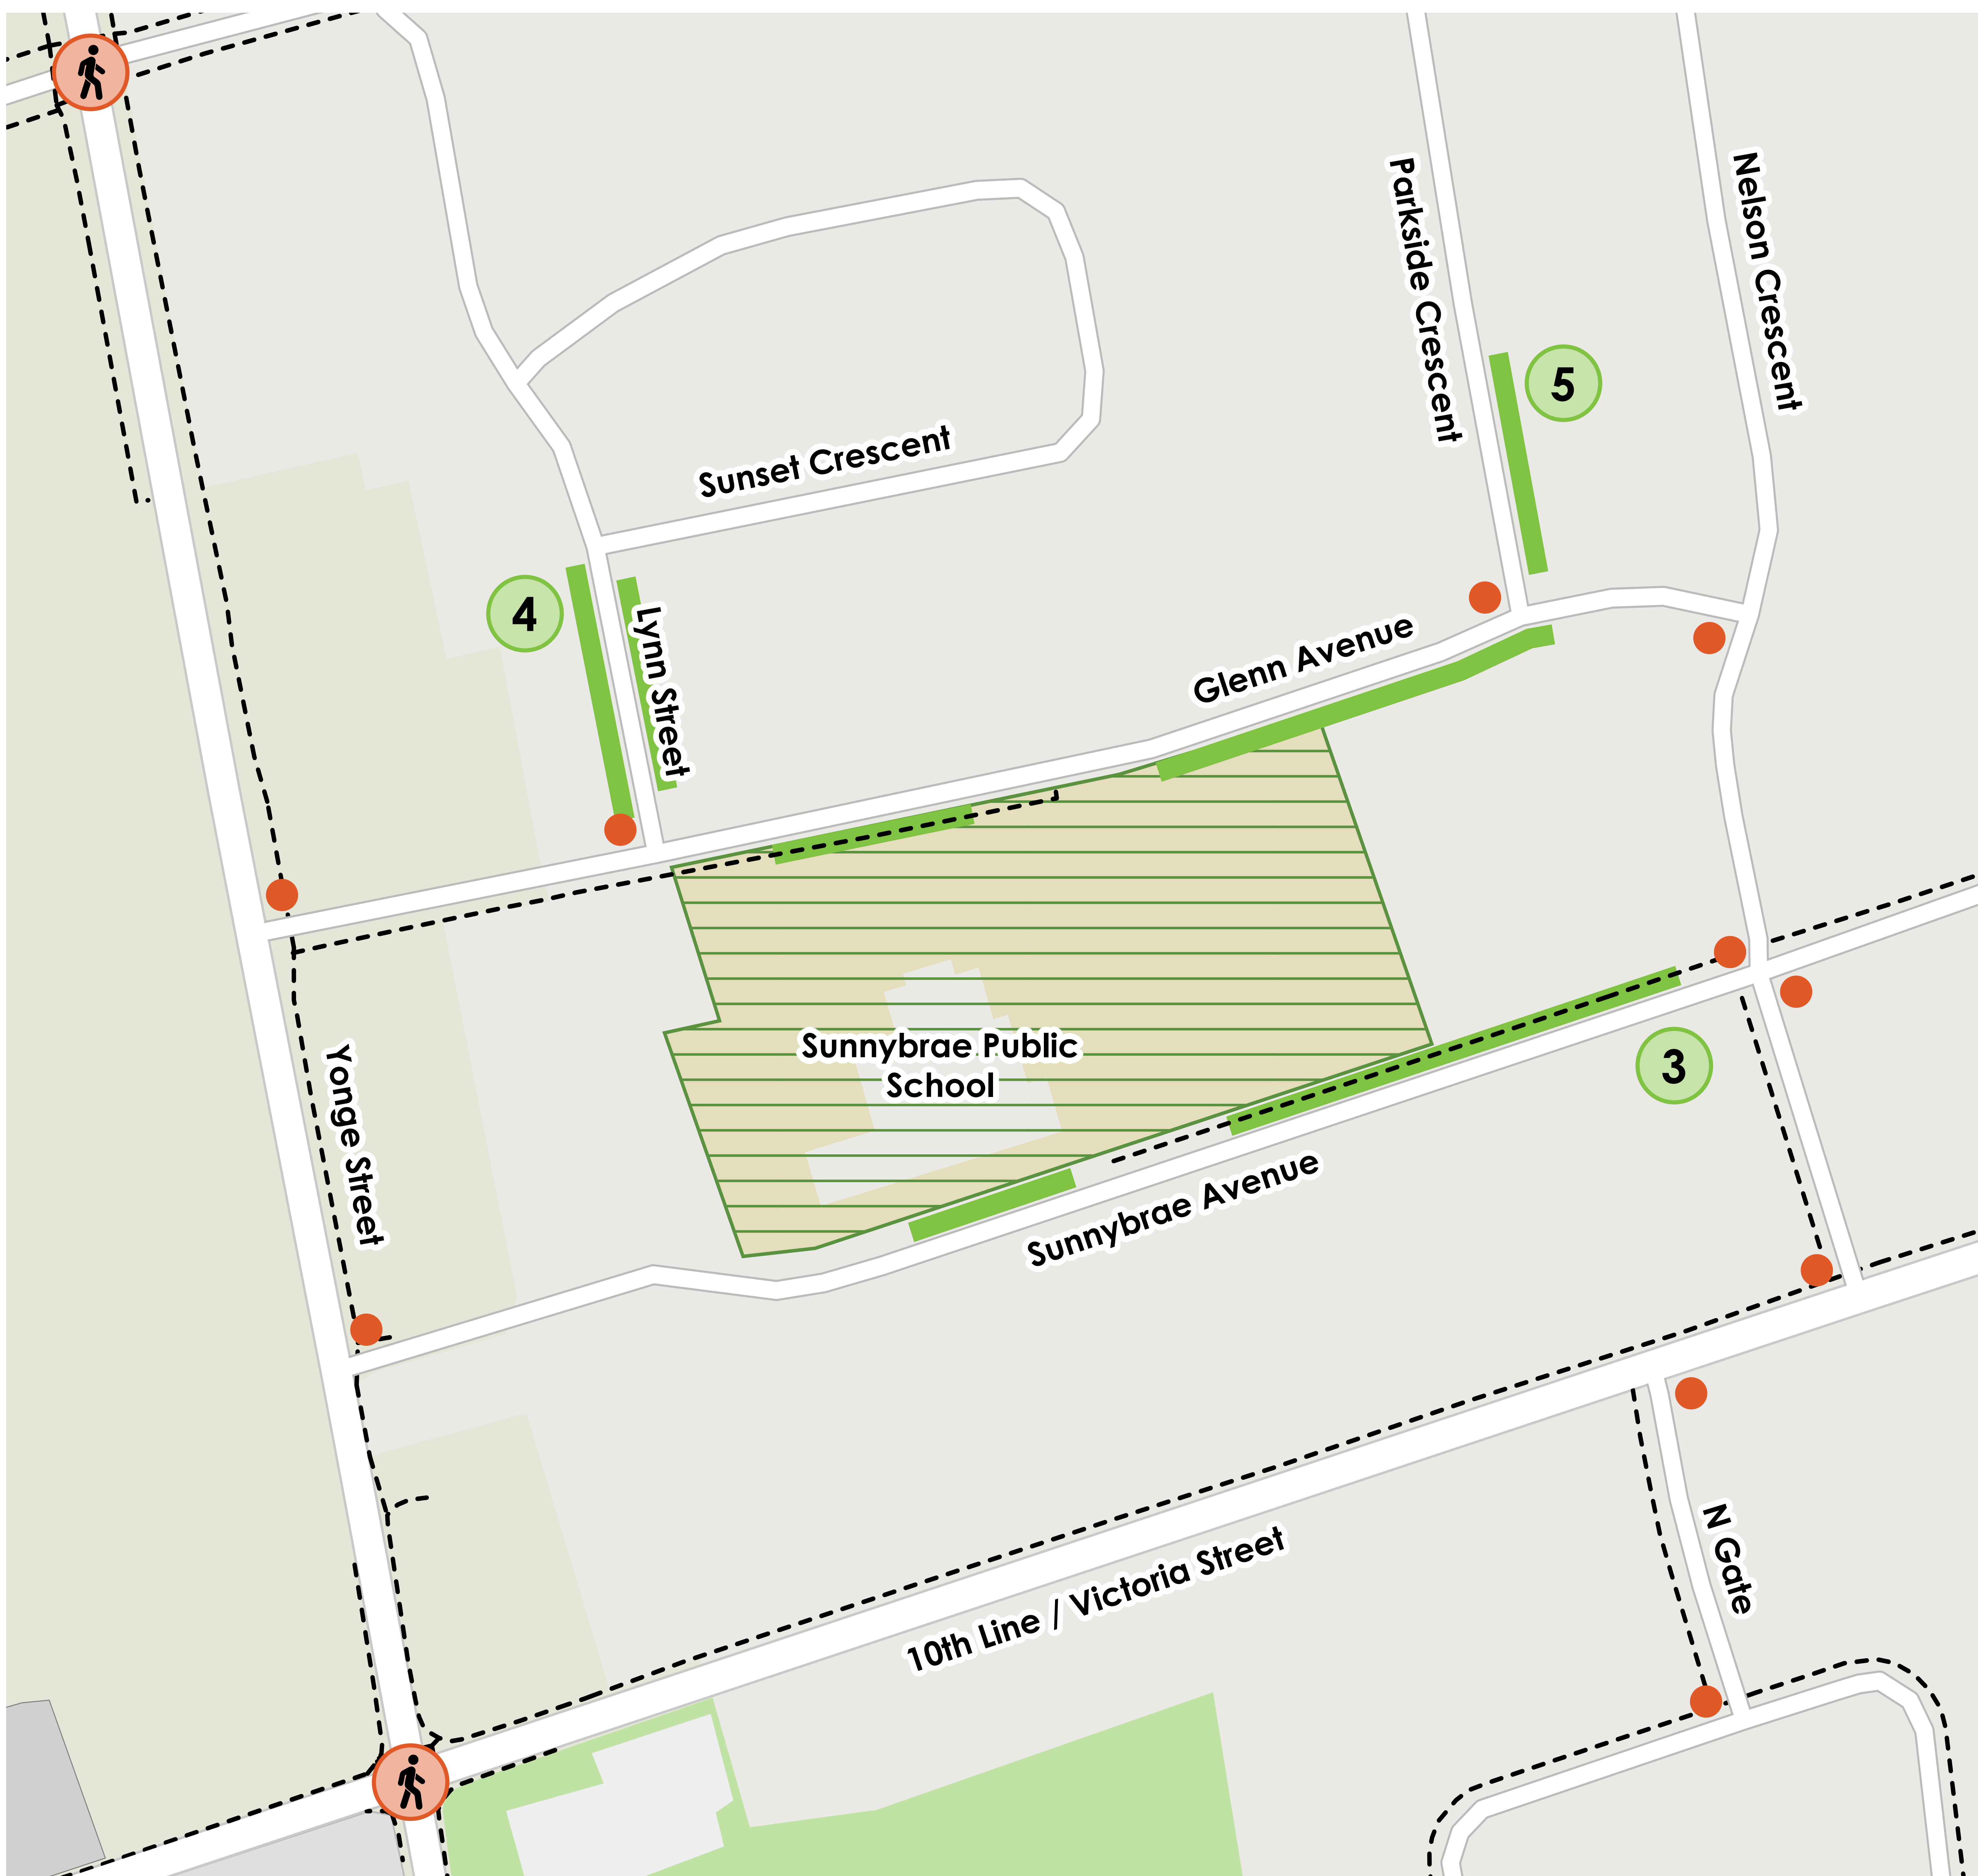 Parkside Crescent
Nelson Crescent
5
Sunset Crescent
4
Lynn Street
Glenn Avenue
Sunnybrae Public
School
3
Yonge Street
Sunnybrae Avenue
10th Line / Victoria Street
N Gate